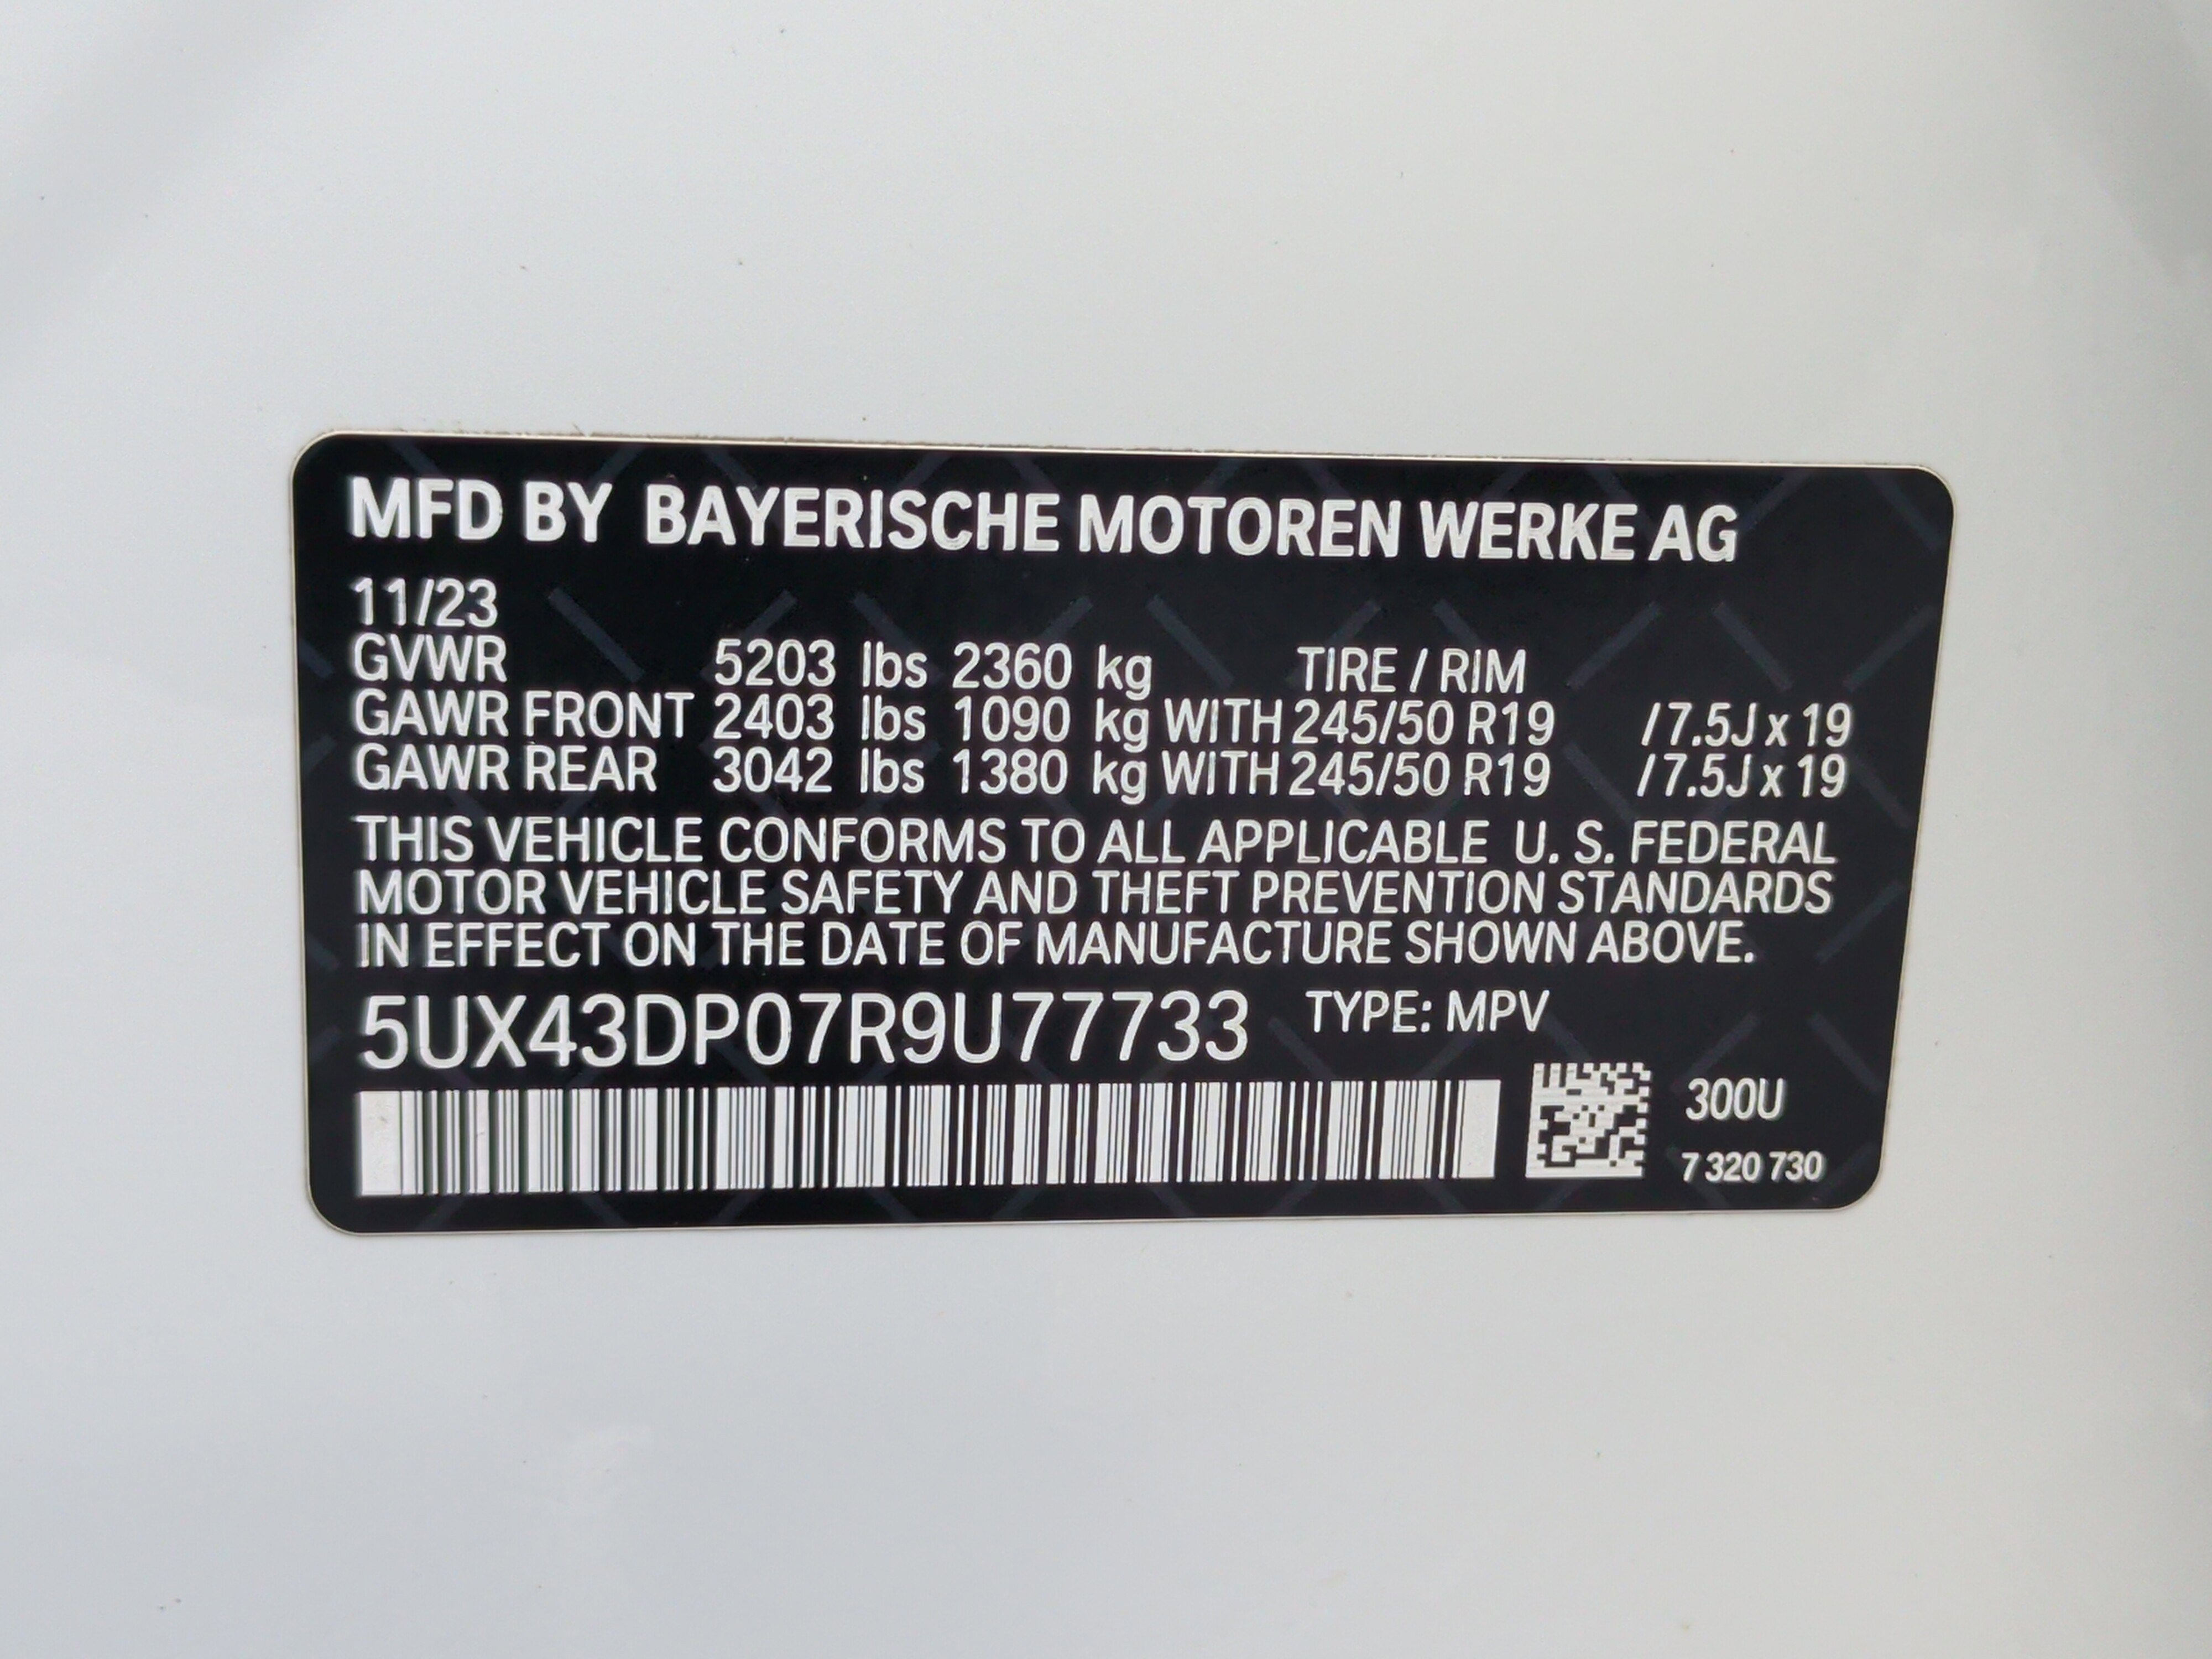 MFD BY BAYERISCHE MOTOREN WERKE AG
11/23
GVWR 5203 lbs 2360 kg TIRE / RIM
GAWR FRONT 2403 lbs 1090 kg WITH 245/50 R19 /7.5J x 19
GAWR REAR 3042 lbs 1380 kg WITH 245/50 R19 /7.5J x 19
THIS VEHICLE CONFORMS TO ALL APPLICABLE U. S. FEDERAL
MOTOR VEHICLE SAFETY AND THEFT PREVENTION STANDARDS
IN EFFECT ON THE DATE OF MANUFACTURE SHOWN ABOVE.
5UX43DP07R9U77733 TYPE: MPV
300U
7 320 730